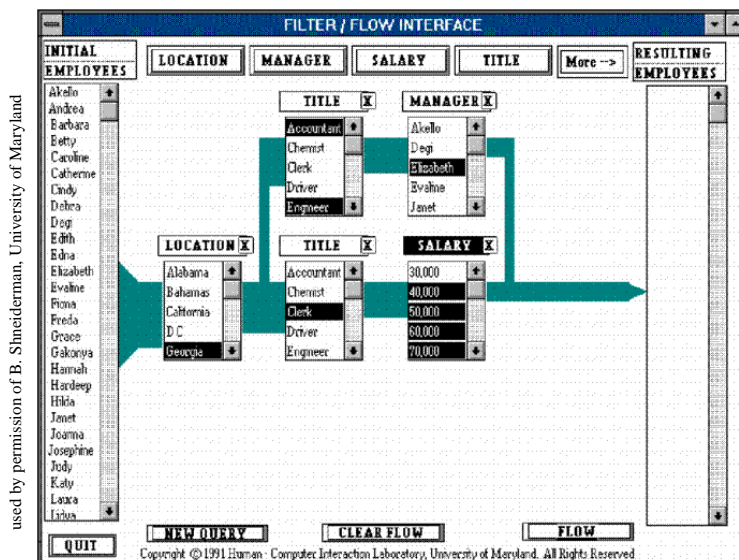 used by permission of B. Shneiderman, University of Maryland
FILTER / FLOW INTERFACE
INITIAL
EMPLOYEES
LOCATION
MANAGER
SALARY
TITLE
More -->
RESULTING
EMPLOYEES
Akello
Andrea
Barbara
Betty
Caroline
Catherine
Cindy
Debra
Degi
Edith
Edna
Elizabeth
Evaline
Fiona
Freda
Grace
Gakonya
Hannah
Hardeep
Hilda
Janet
Joanna
Josephine
Judy
Katy
Laura
Lidya
TITLE X
Accountant
Chemist
Clerk
Driver
Engineer
MANAGER X
Akello
Degi
Elizabeth
Evaline
Janet
LOCATION X
Alabama
Bahamas
California
D C
Georgia
TITLE X
Accountant
Chemist
Clerk
Driver
Engineer
SALARY X
30,000
40,000
50,000
60,000
70,000
QUIT
NEW QUERY
CLEAR FLOW
FLOW
Copyright ©1991 Human - Computer Interaction Laboratory, University of Maryland. All Rights Reserved